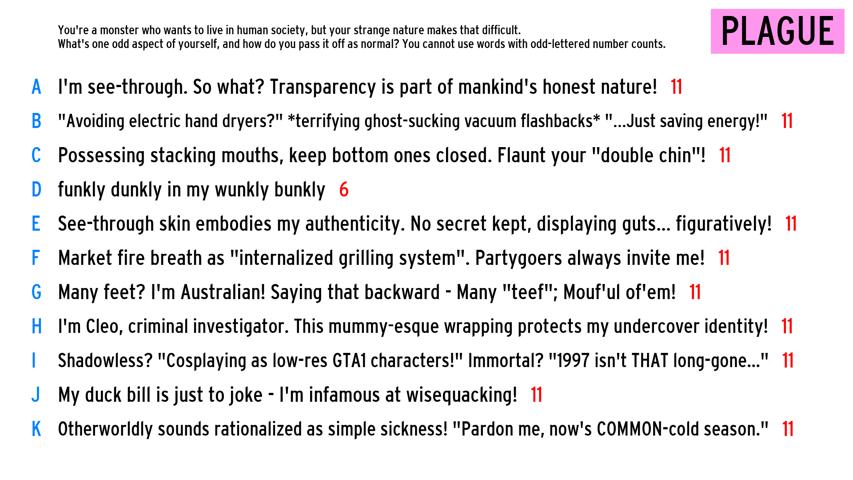 You're a monster who wants to live in human society, but your strange nature makes that difficult.
What's one odd aspect of yourself, and how do you pass it off as normal? You cannot use words with odd-lettered number counts.
PLAGUE
A I'm see-through. So what? Transparency is part of mankind's honest nature! 11
B "Avoiding electric hand dryers?" *terrifying ghost-sucking vacuum flashbacks* "...Just saving energy!" 11
C Possessing stacking mouths, keep bottom ones closed. Flaunt your "double chin"! 11
D funkly dunkly in my wunkly bunkly 6
E See-through skin embodies my authenticity. No secret kept, displaying guts... figuratively! 11
F Market fire breath as "internalized grilling system". Partygoers always invite me! 11
G Many feet? I'm Australian! Saying that backward - Many "teef"; Mouf'ul of'em! 11
H I'm Cleo, criminal investigator. This mummy-esque wrapping protects my undercover identity! 11
I Shadowless? "Cosplaying as low-res GTA1 characters!" Immortal? "1997 isn't THAT long-gone..." 11
J My duck bill is just to joke - I'm infamous at wisequacking! 11
K Otherworldly sounds rationalized as simple sickness! "Pardon me, now's COMMON-cold season." 11